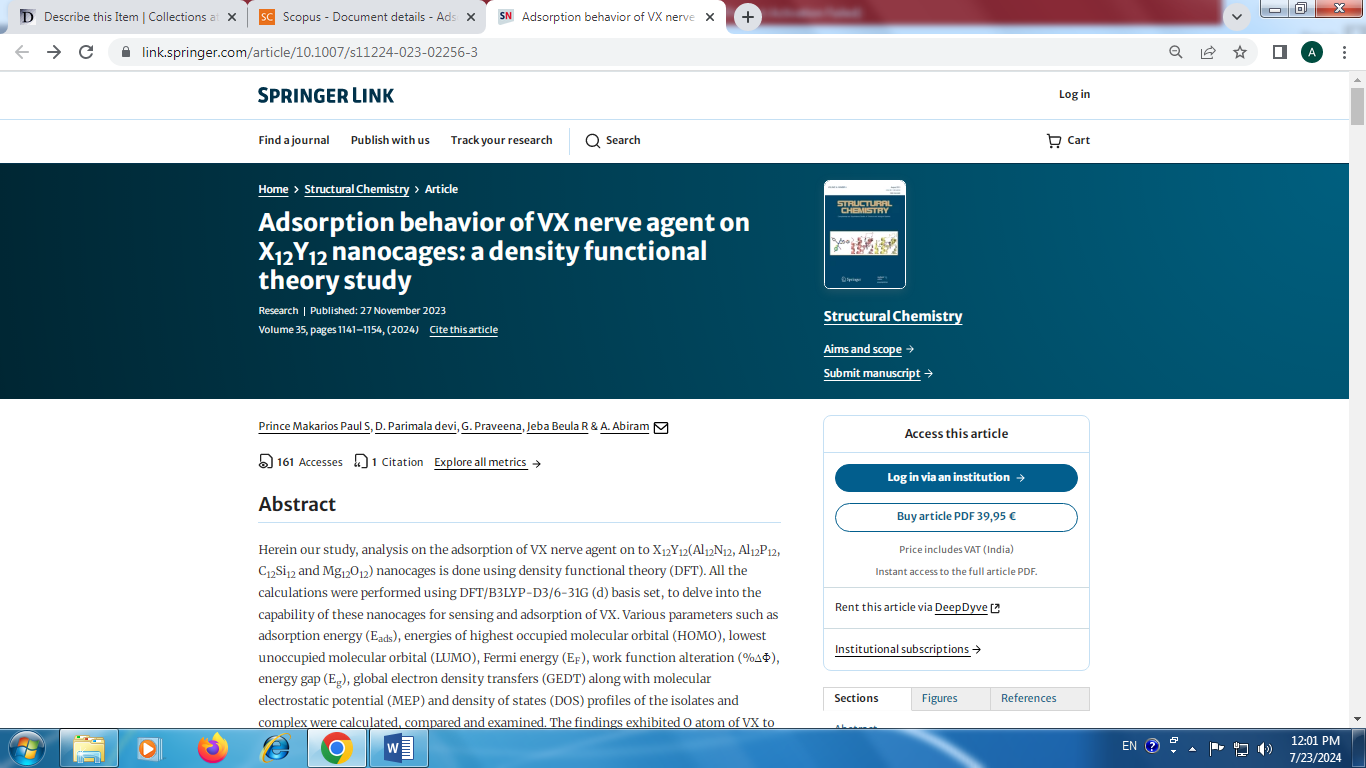 Describe this Item | Collections at
Scopus - Document details - Ads
Adsorption behavior of VX nerve
link.springer.com/article/10.1007/s11224-023-02256-3
A
SPRINGER LINK
Log in
Find a journal
Publish with us
Track your research
Search
Cart
Home > Structural Chemistry > Article
Adsorption behavior of VX nerve agent on
X₁₂Y₁₂ nanocages: a density functional
theory study
Research | Published: 27 November 2023
Volume 35, pages 1141–1154, (2024) Cite this article
STRUCTURAL
CHEMISTRY
Springer
Structural Chemistry
Aims and scope →
Submit manuscript →
Prince Makarios Paul S, D. Parimala devi, G. Praveena, Jeba Beula R & A. Abiram
161 Accesses 1 Citation Explore all metrics →
Abstract
Herein our study, analysis on the adsorption of VX nerve agent on to X₁₂Y₁₂(Al₁₂N₁₂, Al₁₂P₁₂,
C₁₂Si₁₂ and Mg₁₂O₁₂) nanocages is done using density functional theory (DFT). All the
calculations were performed using DFT/B3LYP-D3/6-31G (d) basis set, to delve into the
capability of these nanocages for sensing and adsorption of VX. Various parameters such as
adsorption energy (Eads), energies of highest occupied molecular orbital (HOMO), lowest
unoccupied molecular orbital (LUMO), Fermi energy (EF), work function alteration (%ΔΦ),
energy gap (Eg), global electron density transfers (GEDT) along with molecular
electrostatic potential (MEP) and density of states (DOS) profiles of the isolates and
complex were calculated, compared and examined. The findings exhibited O atom of VX to
Access this article
Log in via an institution →
Buy article PDF 39,95 €
Price includes VAT (India)
Instant access to the full article PDF.
Rent this article via DeepDyve
Institutional subscriptions →
Sections
Figures
References
Abstract
EN
12:01 PM
7/23/2024